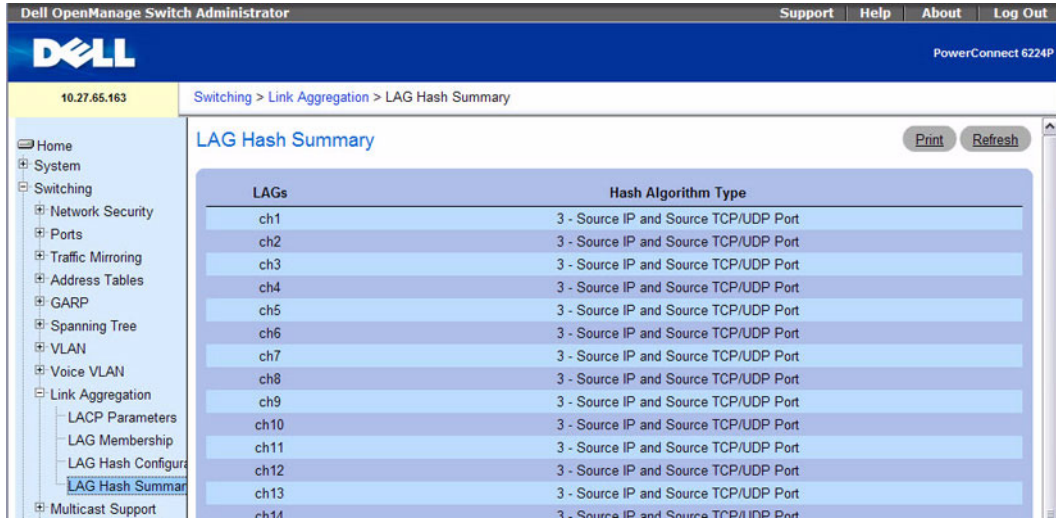 Dell OpenManage Switch Administrator
Support Help About Log Out
DELL
PowerConnect 6224P
10.27.65.163
Switching > Link Aggregation > LAG Hash Summary
Home
System
Switching
Network Security
Ports
Traffic Mirroring
Address Tables
GARP
Spanning Tree
VLAN
Voice VLAN
Link Aggregation
LACP Parameters
LAG Membership
LAG Hash Configura
LAG Hash Summar
Multicast Support
LAG Hash Summary
Print Refresh
LAGs Hash Algorithm Type
ch1 3 - Source IP and Source TCP/UDP Port
ch2 3 - Source IP and Source TCP/UDP Port
ch3 3 - Source IP and Source TCP/UDP Port
ch4 3 - Source IP and Source TCP/UDP Port
ch5 3 - Source IP and Source TCP/UDP Port
ch6 3 - Source IP and Source TCP/UDP Port
ch7 3 - Source IP and Source TCP/UDP Port
ch8 3 - Source IP and Source TCP/UDP Port
ch9 3 - Source IP and Source TCP/UDP Port
ch10 3 - Source IP and Source TCP/UDP Port
ch11 3 - Source IP and Source TCP/UDP Port
ch12 3 - Source IP and Source TCP/UDP Port
ch13 3 - Source IP and Source TCP/UDP Port
ch14 3 - Source IP and Source TCP/UDP Port